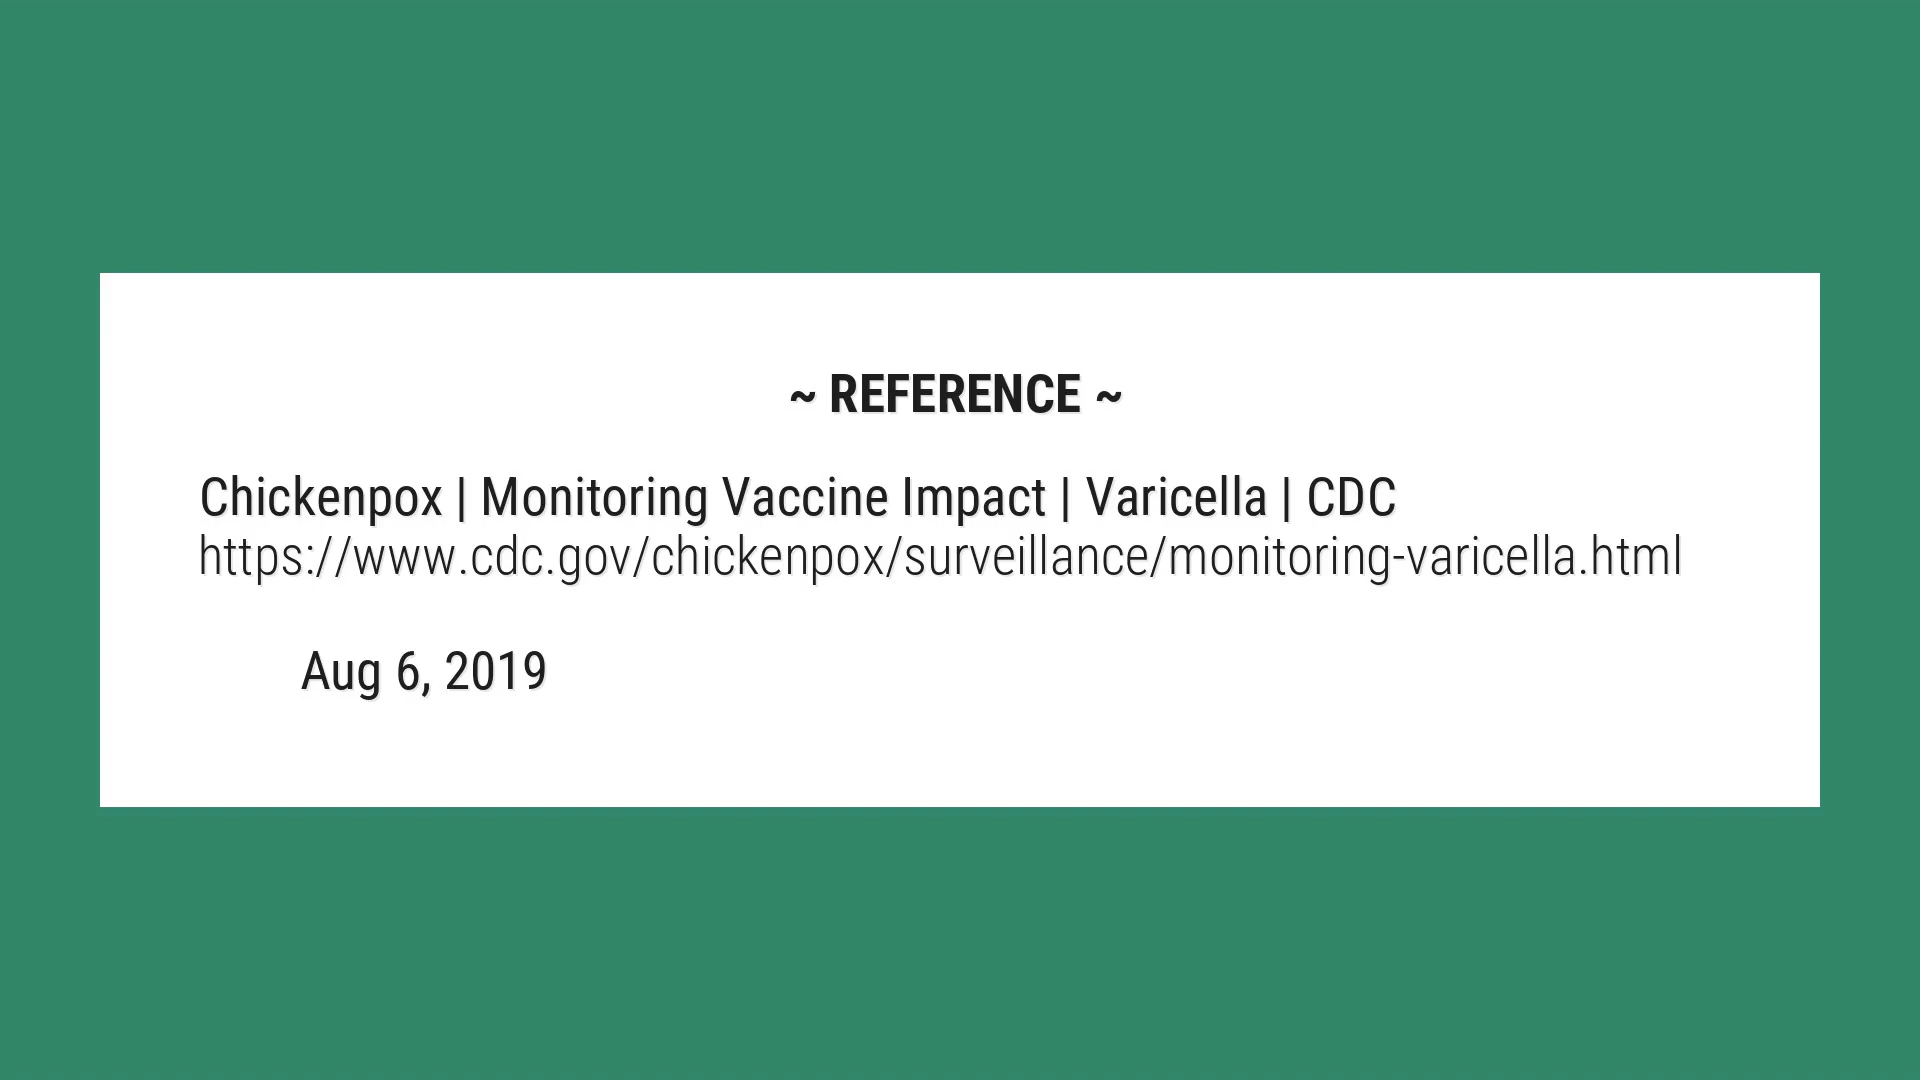 ~ REFERENCE ~
Chickenpox | Monitoring Vaccine Impact | Varicella | CDC
https://www.cdc.gov/chickenpox/surveillance/monitoring-varicella.html
Aug 6, 2019